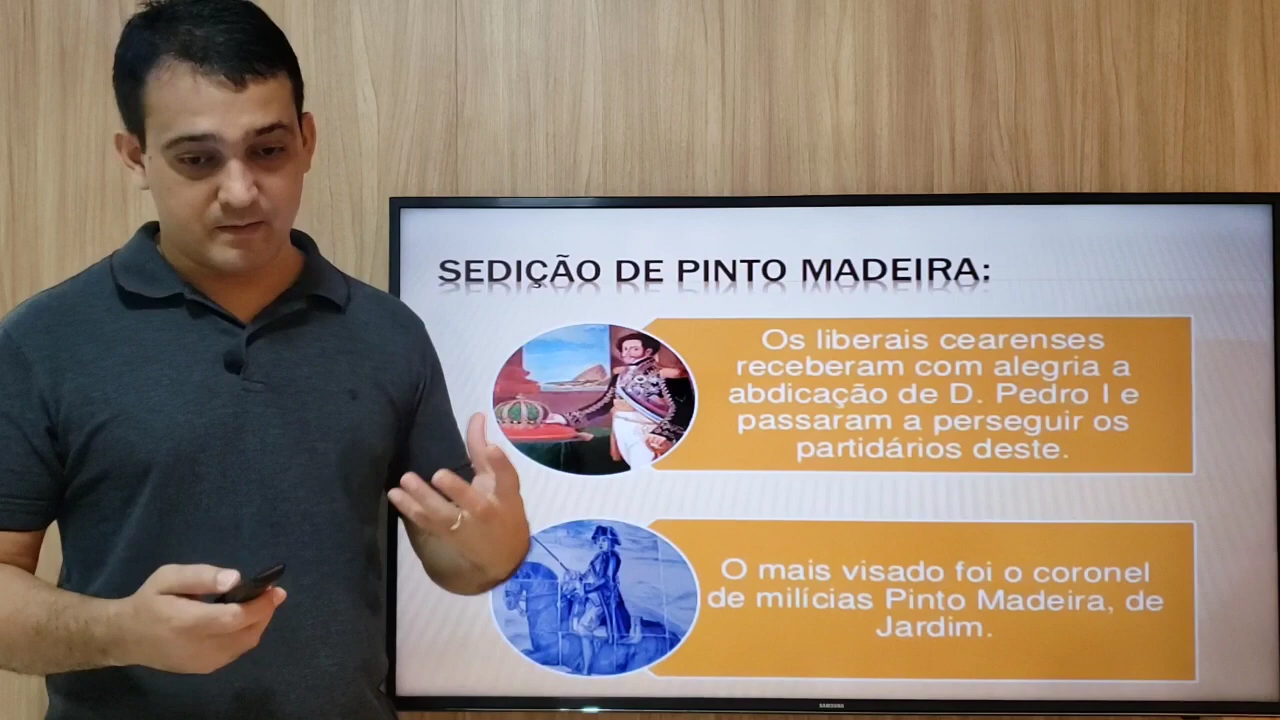 SEDIÇÃO DE PINTO MADEIRA:
Os liberais cearenses
receberam com alegria a
abdicação de D. Pedro I e
passaram a perseguir os
partidários deste.
O mais visado foi o coronel
de milícias Pinto Madeira, de
Jardim.
SAMSUNG